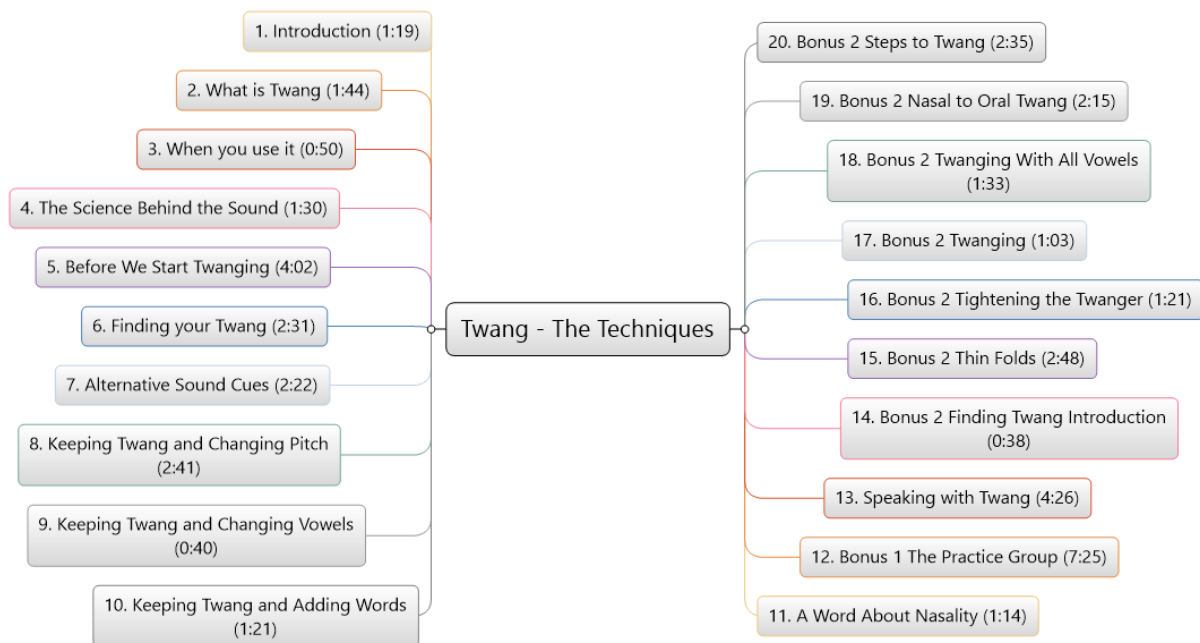 1. Introduction (1:19)
2. What is Twang (1:44)
3. When you use it (0:50)
4. The Science Behind the Sound (1:30)
5. Before We Start Twanging (4:02)
6. Finding your Twang (2:31)
7. Alternative Sound Cues (2:22)
8. Keeping Twang and Changing Pitch
(2:41)
9. Keeping Twang and Changing Vowels
(0:40)
10. Keeping Twang and Adding Words
(1:21)
Twang - The Techniques
20. Bonus 2 Steps to Twang (2:35)
19. Bonus 2 Nasal to Oral Twang (2:15)
18. Bonus 2 Twanging With All Vowels
(1:33)
17. Bonus 2 Twanging (1:03)
16. Bonus 2 Tightening the Twanger (1:21)
15. Bonus 2 Thin Folds (2:48)
14. Bonus 2 Finding Twang Introduction
(0:38)
13. Speaking with Twang (4:26)
12. Bonus 1 The Practice Group (7:25)
11. A Word About Nasality (1:14)